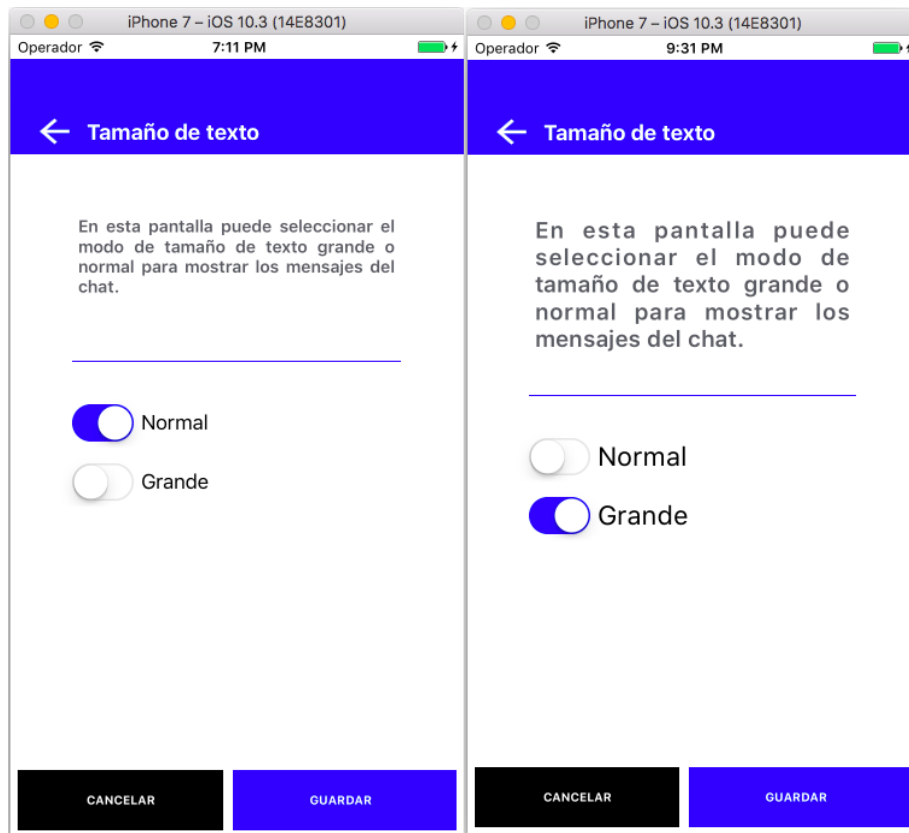 iPhone 7 – iOS 10.3 (14E8301)
Operador
7:11 PM
Tamaño de texto
En esta pantalla puede seleccionar el
modo de tamaño de texto grande o
normal para mostrar los mensajes del
chat.
Normal
Grande
CANCELAR
GUARDAR
iPhone 7 – iOS 10.3 (14E8301)
Operador
9:31 PM
Tamaño de texto
En esta pantalla puede
seleccionar el modo de
tamaño de texto grande o
normal para mostrar los
mensajes del chat.
Normal
Grande
CANCELAR
GUARDAR